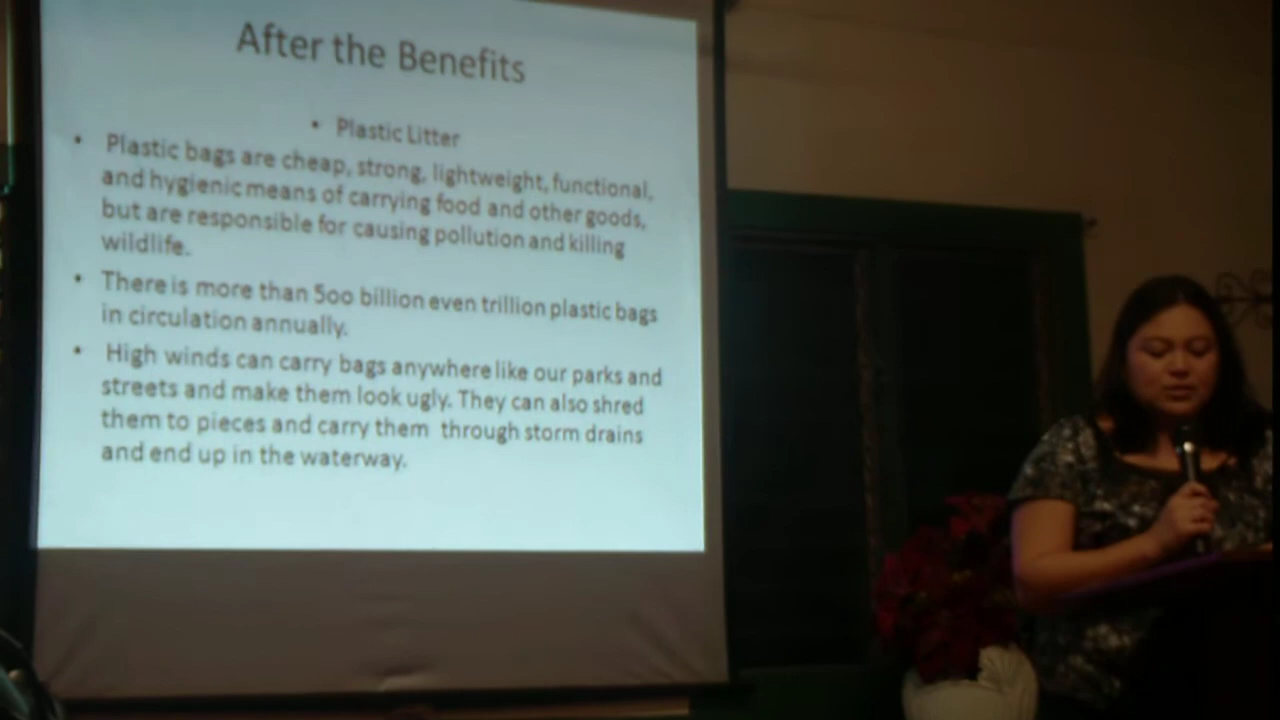 After the Benefits
• Plastic Litter
• Plastic bags are cheap, strong, lightweight, functional,
and hygienic means of carrying food and other goods,
but are responsible for causing pollution and killing
wildlife.
• There is more than 5oo billion even trillion plastic bags
in circulation annually.
• High winds can carry bags anywhere like our parks and
streets and make them look ugly. They can also shred
them to pieces and carry them through storm drains
and end up in the waterway.